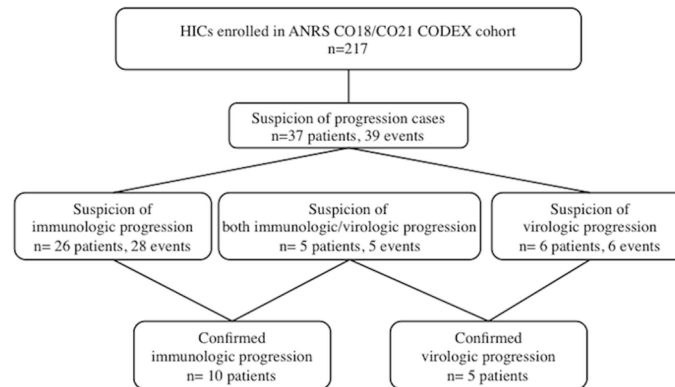 HICs enrolled in ANRS CO18/CO21 CODEX cohort
n=217
Suspicion of progression cases
n=37 patients, 39 events
Suspicion of
immunologic progression
n= 26 patients, 28 events
Suspicion of
both immunologic/virologic progression
n= 5 patients, 5 events
Suspicion of
virologic progression
n= 6 patients, 6 events
Confirmed
immunologic progression
n= 10 patients
Confirmed
virologic progression
n= 5 patients